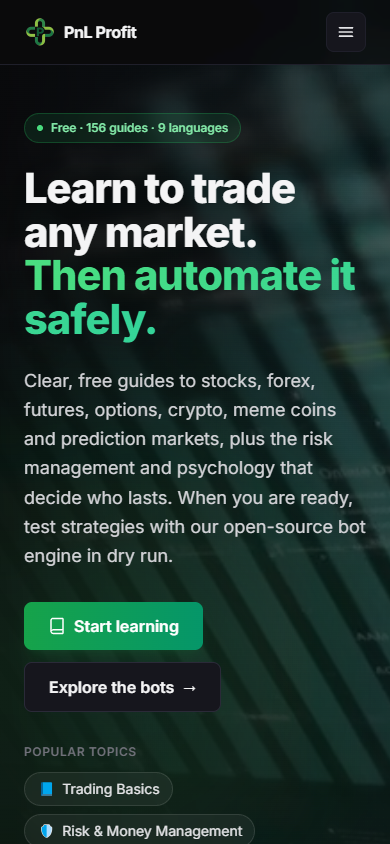 PnL Profit
Free · 156 guides · 9 languages
Learn to trade
any market.
Then automate it
safely.
Clear, free guides to stocks, forex,
futures, options, crypto, meme coins
and prediction markets, plus the risk
management and psychology that
decide who lasts. When you are ready,
test strategies with our open-source bot
engine in dry run.
Start learning
Explore the bots →
POPULAR TOPICS
Trading Basics
Risk & Money Management